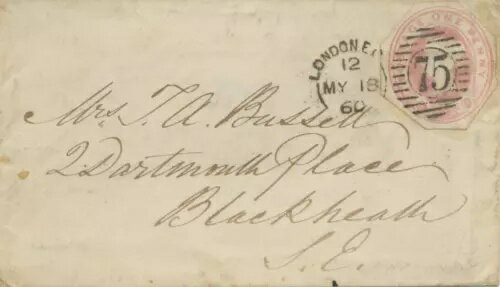 LONDON E.C
12
MY 18
60
75
ONE PENNY
Mrs. T. A. Bussell
2 Dartmouth Place
Blackheath
S. E.